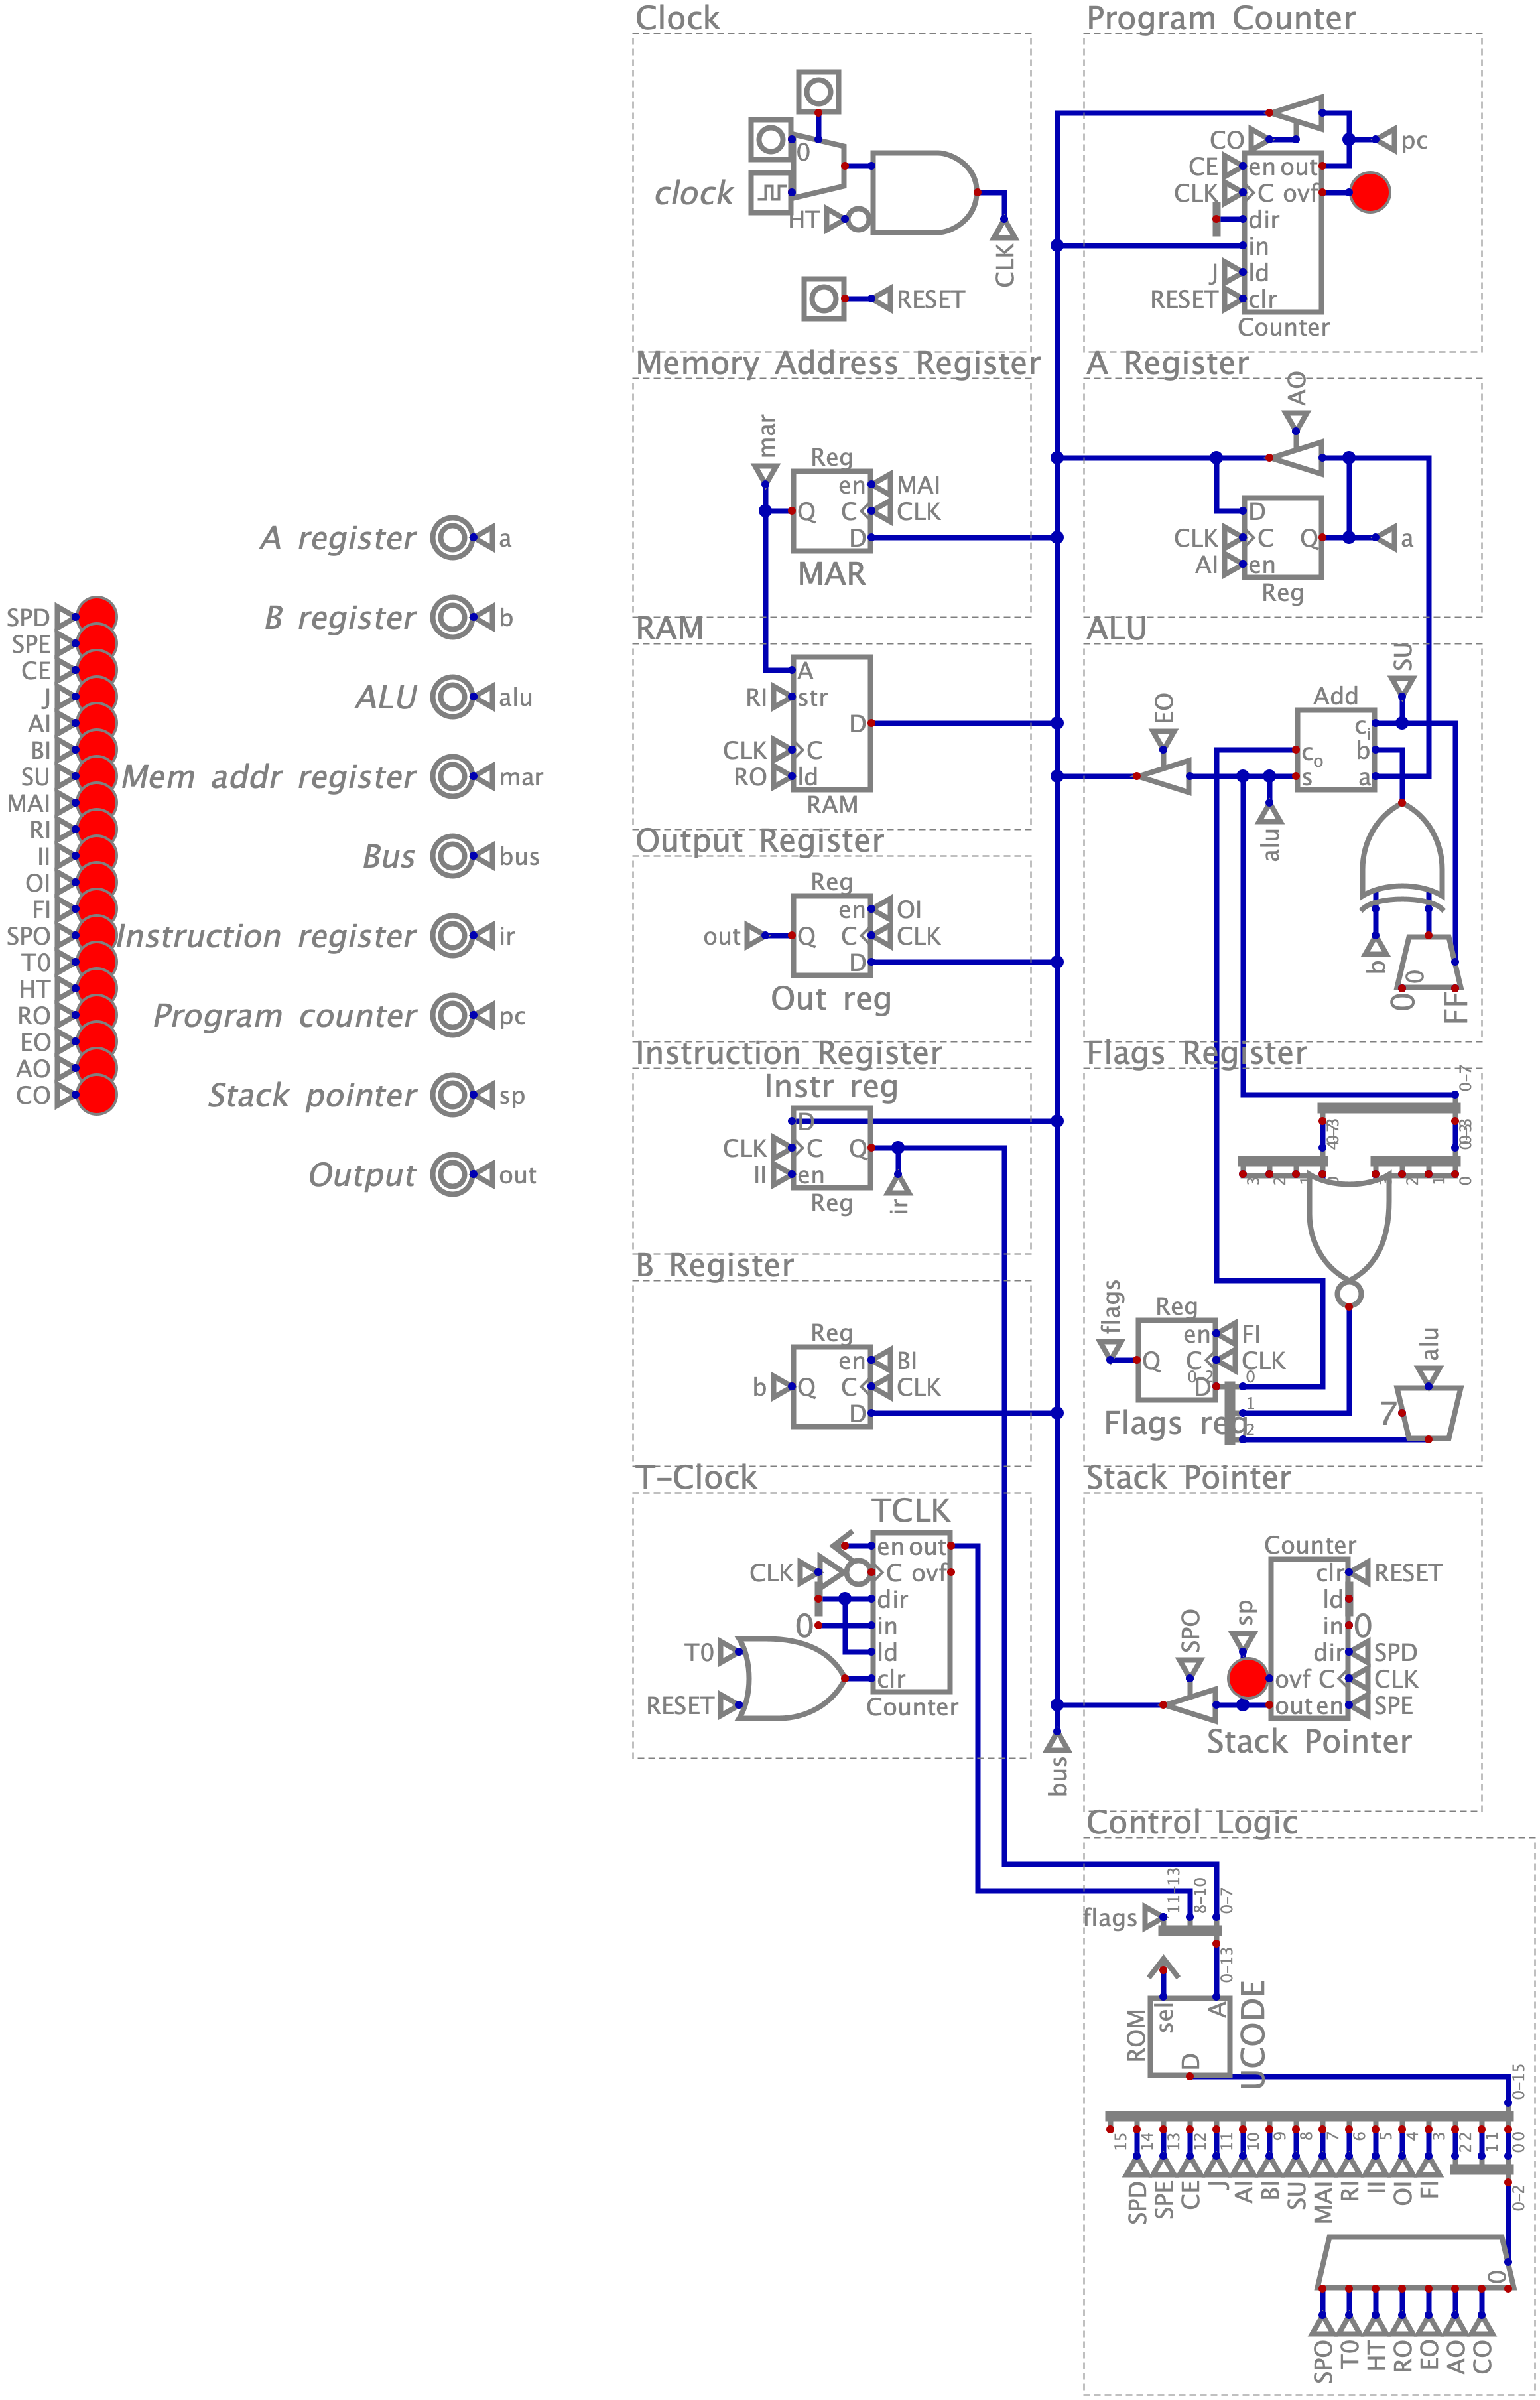 Clock
0
clock
HT
CLK
RESET
Program Counter
CO
pc
CE
en out
CLK
C ovf
dir
in
J
ld
RESET
clr
Counter
Memory Address Register
mar
Reg
en
MAI
Q
C
CLK
D
MAR
A Register
AO
D
CLK
C
Q
a
AI
en
Reg
RAM
A
RI
str
D
CLK
C
RO
ld
RAM
ALU
SU
EO
Add
ci
co
b
s
a
alu
b
0
0
FF
Output Register
Reg
en
OI
out
Q
C
CLK
D
Out reg
Instruction Register
Instr reg
D
CLK
C
Q
II
en
Reg
ir
Flags Register
0-7
4-7
0-3
0-3
0-3
3
2
1
0
3
2
1
0
flags
Reg
en
FI
Q
C
CLK
0-2
D
0
1
2
Flags reg
alu
7
B Register
Reg
en
BI
b
Q
C
CLK
D
T-Clock
TCLK
en out
CLK
C ovf
dir
0
in
T0
ld
RESET
clr
Counter
Stack Pointer
Counter
clr
RESET
ld
in
0
sp
dir
SPD
SPO
ovf C
CLK
out en
SPE
Stack Pointer
bus
Control Logic
11-13
8-10
0-7
flags
0-13
ROM
sel
A
D
UCODE
0-15
15
14
13
12
11
10
9
8
7
6
5
4
3
2
2
1
1
0
0
SPD
SPE
CE
J
AI
BI
SU
MAI
RI
II
OI
FI
0-2
0
SPO
T0
HT
RO
EO
AO
CO
A register
a
B register
b
ALU
alu
Mem addr register
mar
Bus
bus
Instruction register
ir
Program counter
pc
Stack pointer
sp
Output
out
SPD
SPE
CE
J
AI
BI
SU
MAI
RI
II
OI
FI
SPO
T0
HT
RO
EO
AO
CO